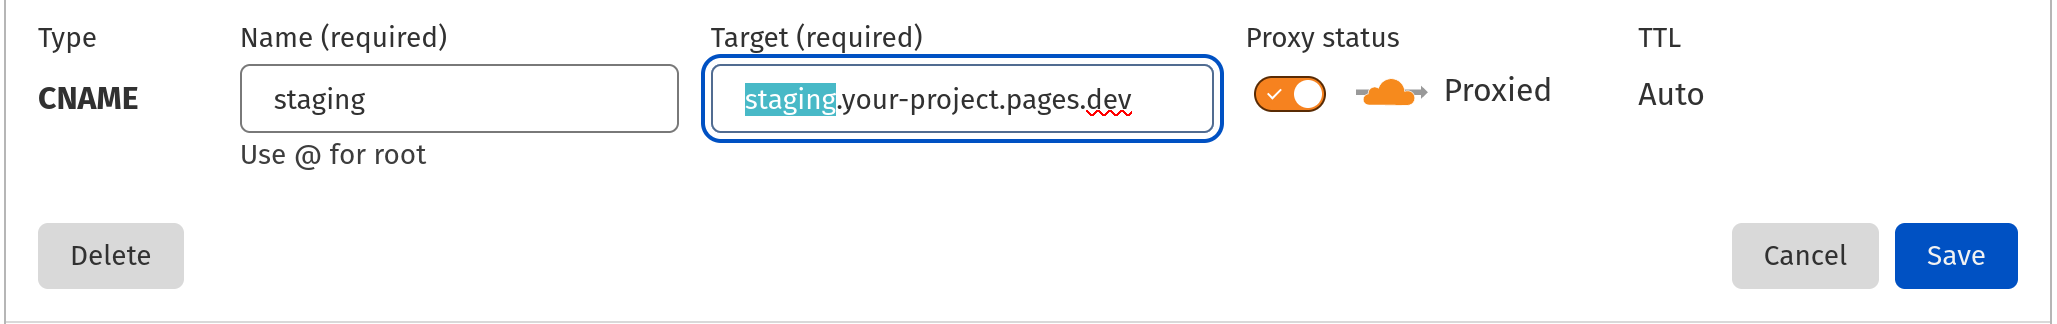 Type Name (required) Target (required) Proxy status TTL
CNAME staging staging.your-project.pages.dev Proxied Auto
Use @ for root
Delete Cancel Save